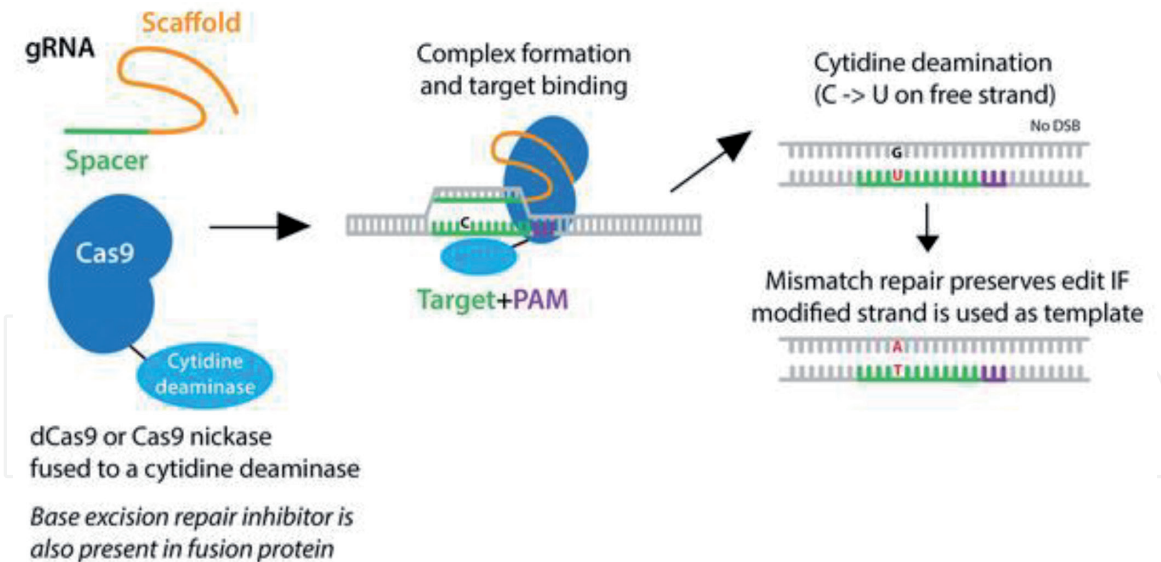 Scaffold
gRNA
Spacer
Cas9
Cytidine
deaminase
dCas9 or Cas9 nickase
fused to a cytidine deaminase
Base excision repair inhibitor is
also present in fusion protein
Complex formation
and target binding
C
Target+PAM
Cytidine deamination
(C -> U on free strand)
No DSB
G
U
Mismatch repair preserves edit IF
modified strand is used as template
A
T